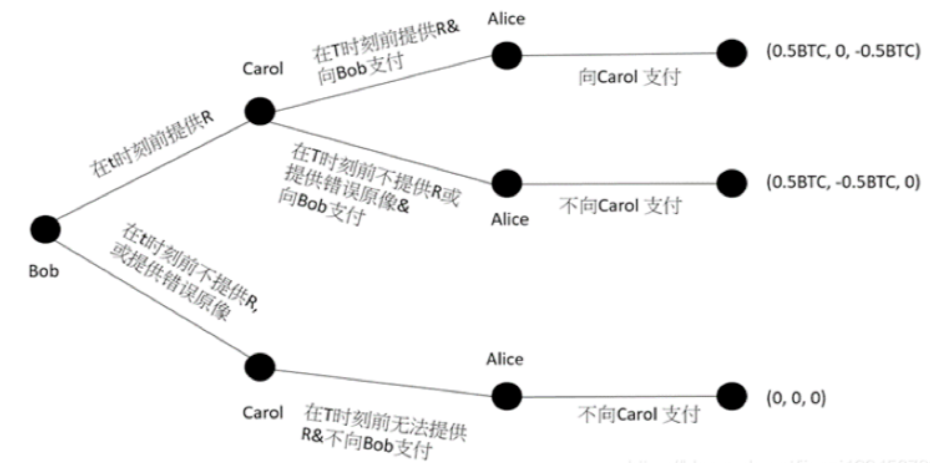 Alice
在T时刻前提供R&
向Bob支付
Carol
向Carol 支付
(0.5BTC, 0, -0.5BTC)
在t时刻前提供R
在T时刻前不提供R或
提供错误原像&
向Bob支付
Alice
不向Carol 支付
(0.5BTC, -0.5BTC, 0)
Bob
在t时刻前不提供R,
或提供错误原像
Carol
在T时刻前无法提供
R&不向Bob支付
Alice
不向Carol 支付
(0, 0, 0)